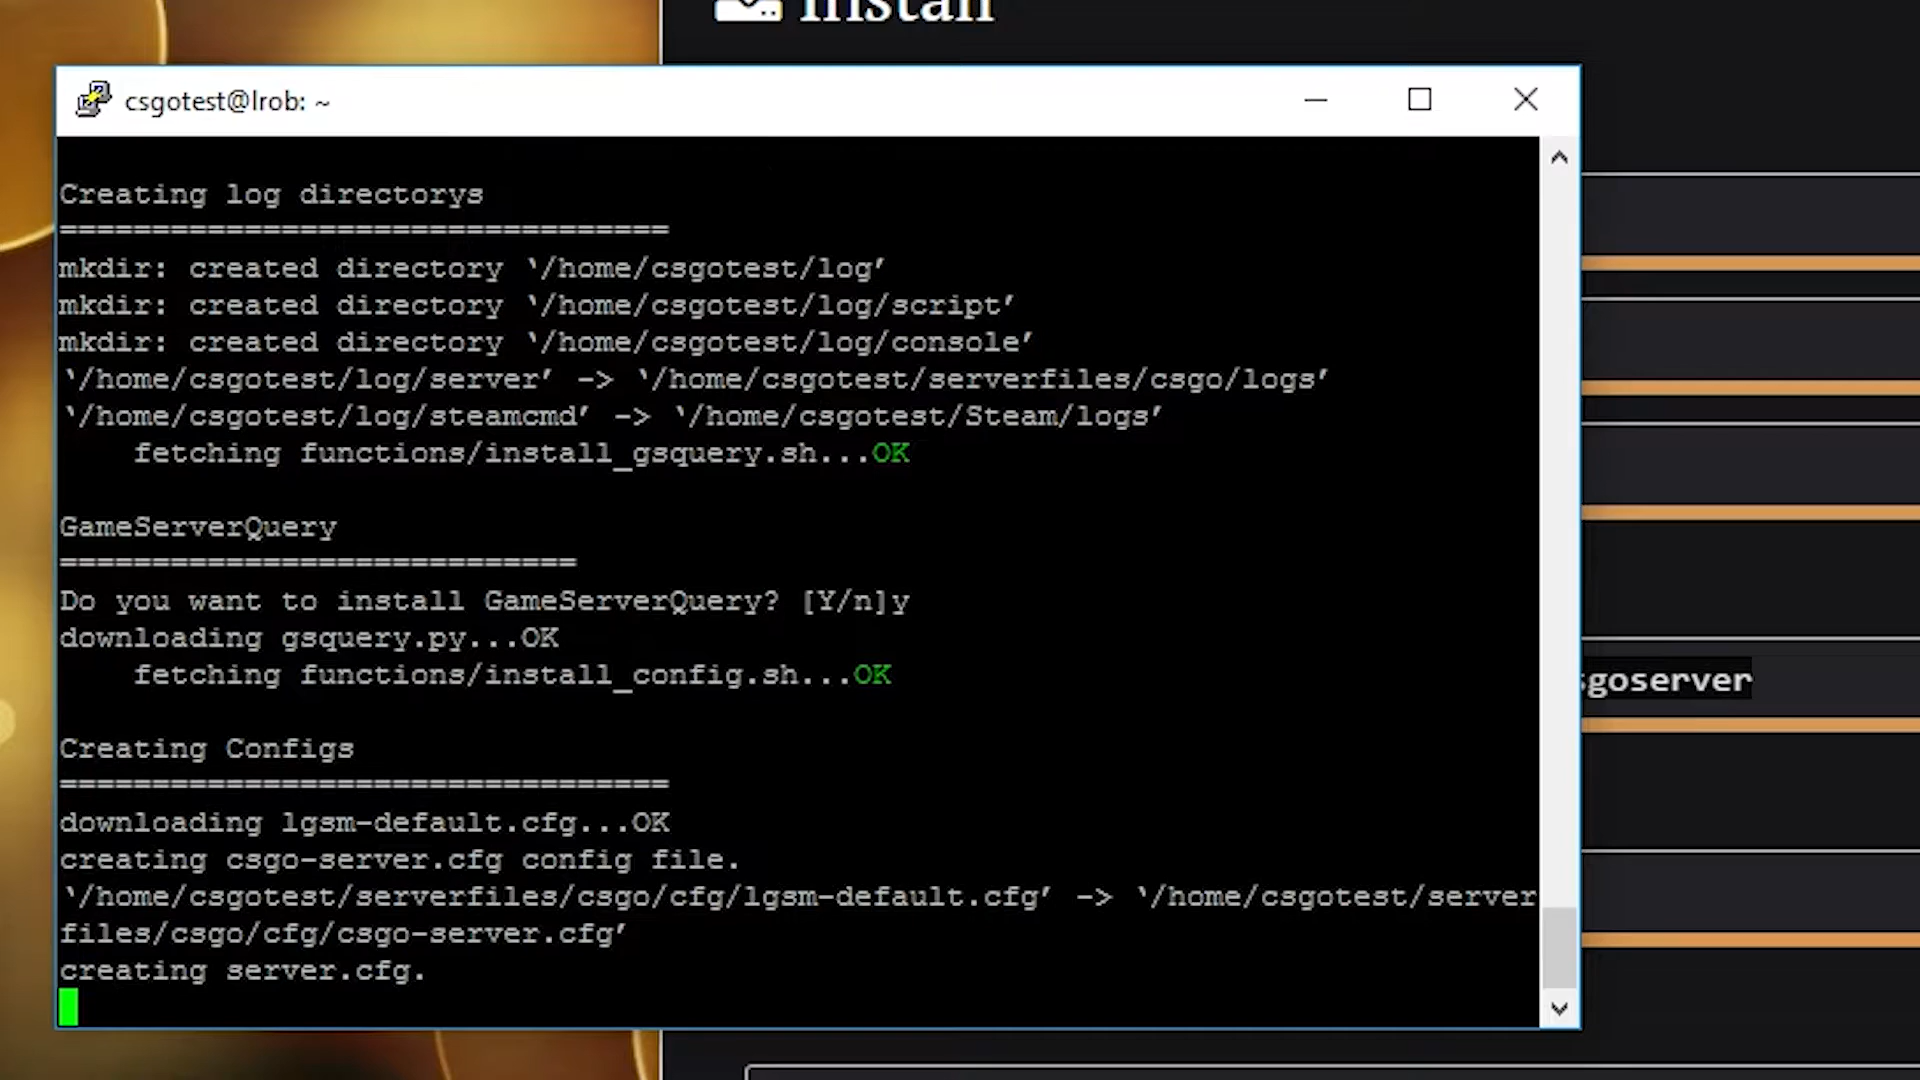 Install
csgotest@lrob: ~
Creating log directorys
=================================
mkdir: created directory ‘/home/csgotest/log’
mkdir: created directory ‘/home/csgotest/log/script’
mkdir: created directory ‘/home/csgotest/log/console’
‘/home/csgotest/log/server’ -> ‘/home/csgotest/serverfiles/csgo/logs’
‘/home/csgotest/log/steamcmd’ -> ‘/home/csgotest/Steam/logs’
fetching functions/install_gsquery.sh...OK
GameServerQuery
============================
Do you want to install GameServerQuery? [Y/n]y
downloading gsquery.py...OK
fetching functions/install_config.sh...OK
sgoserver
Creating Configs
=================================
downloading lgsm-default.cfg...OK
creating csgo-server.cfg config file.
‘/home/csgotest/serverfiles/csgo/cfg/lgsm-default.cfg’ -> ‘/home/csgotest/server
files/csgo/cfg/csgo-server.cfg’
creating server.cfg.